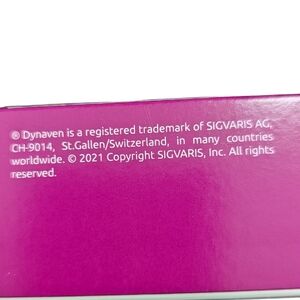 ® Dynaven is a registered trademark of SIGVARIS AG,
CH-9014, St.Gallen/Switzerland, in many countries
worldwide. © 2021 Copyright SIGVARIS, Inc. All rights
reserved.